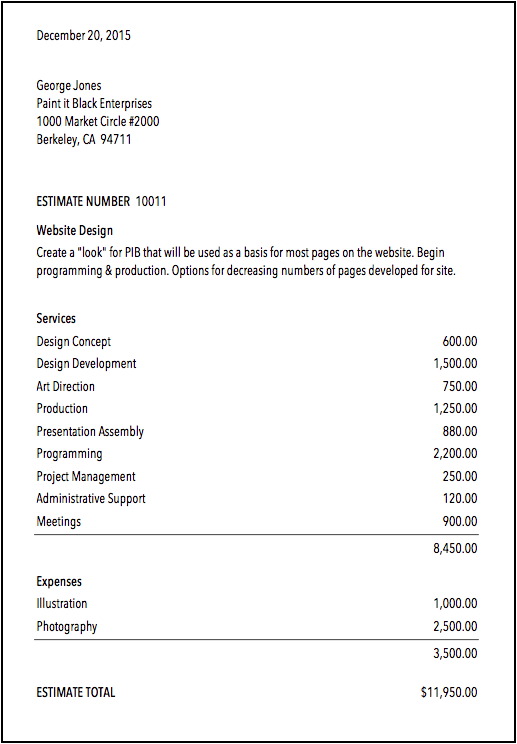 December 20, 2015
George Jones
Paint it Black Enterprises
1000 Market Circle #2000
Berkeley, CA 94711
ESTIMATE NUMBER 10011
Website Design
Create a "look" for PIB that will be used as a basis for most pages on the website. Begin
programming & production. Options for decreasing numbers of pages developed for site.
Services
Design Concept 600.00
Design Development 1,500.00
Art Direction 750.00
Production 1,250.00
Presentation Assembly 880.00
Programming 2,200.00
Project Management 250.00
Administrative Support 120.00
Meetings 900.00
8,450.00
Expenses
Illustration 1,000.00
Photography 2,500.00
3,500.00
ESTIMATE TOTAL $11,950.00